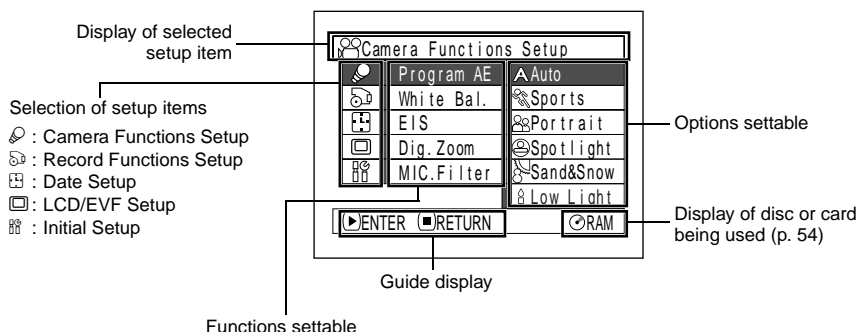 Display of selected
setup item
Camera Functions Setup
Selection of setup items
: Camera Functions Setup
: Record Functions Setup
: Date Setup
: LCD/EVF Setup
: Initial Setup
Program AE
White Bal.
EIS
Dig. Zoom
MIC.Filter
A Auto
Sports
Portrait
Spotlight
Sand&Snow
Low Light
Options settable
ENTER RETURN
RAM
Display of disc or card
being used (p. 54)
Guide display
Functions settable